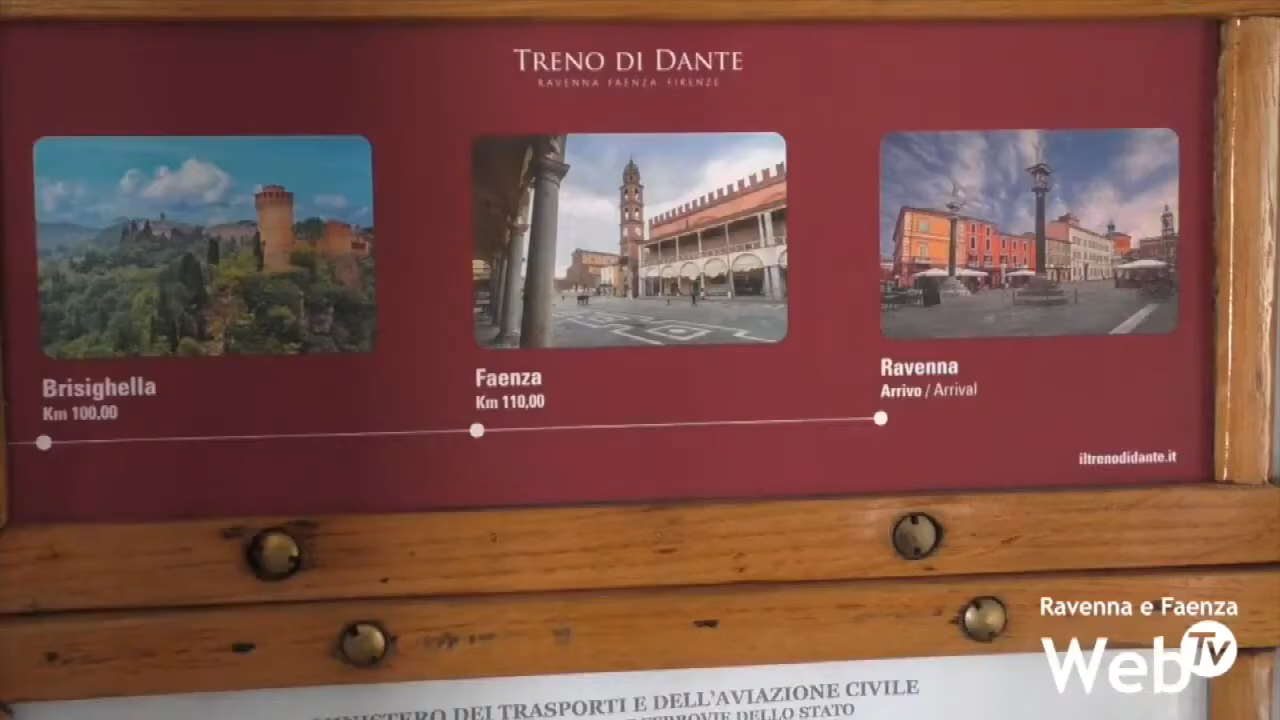 TRENO DI DANTE
RAVENNA FAENZA FIRENZE
Brisighella
Km 100,00
Faenza
Km 110,00
Ravenna
Arrivo / Arrival
iltrenodidante.it
Ravenna e Faenza
WebTv
MINISTERO DEI TRASPORTI E DELL'AVIAZIONE CIVILE
FERROVIE DELLO STATO